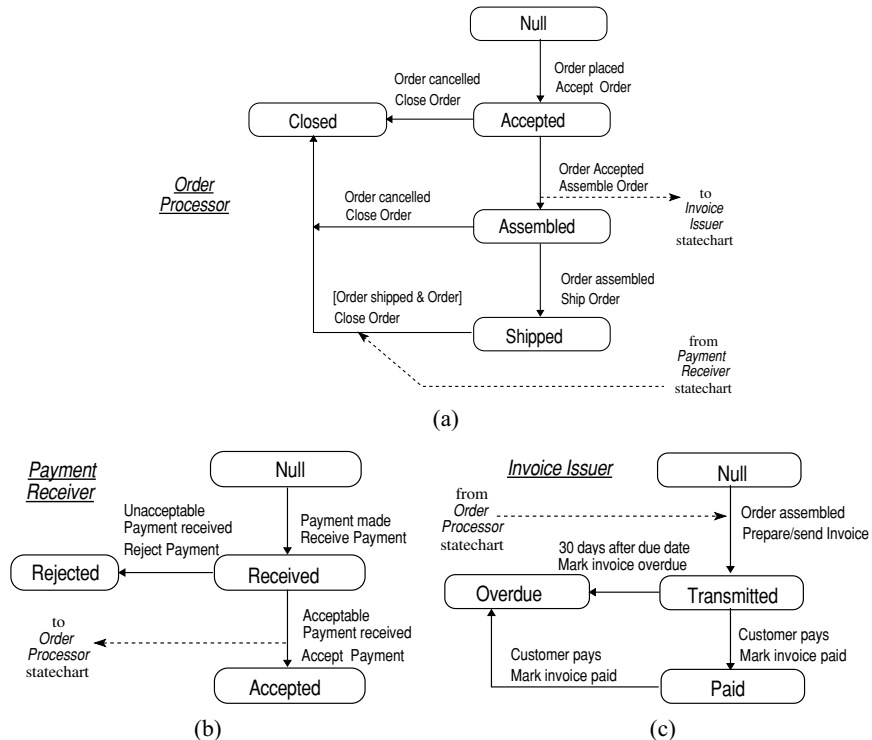 Null
Order placed
Accept Order
Order cancelled
Close Order
Closed
Accepted
Order
Processor
Order Accepted
Assemble Order
to
Invoice
Issuer
statechart
Order cancelled
Close Order
Assembled
Order assembled
Ship Order
[Order shipped & Order]
Close Order
Shipped
from
Payment
Receiver
statechart
(a)
Payment
Receiver
Null
Unacceptable
Payment received
Reject Payment
Payment made
Receive Payment
Rejected
Received
to
Order
Processor
statechart
Acceptable
Payment received
Accept Payment
Accepted
(b)
Invoice Issuer
Null
from
Order
Processor
statechart
Order assembled
Prepare/send Invoice
30 days after due date
Mark invoice overdue
Overdue
Transmitted
Customer pays
Mark invoice paid
Customer pays
Mark invoice paid
Paid
(c)